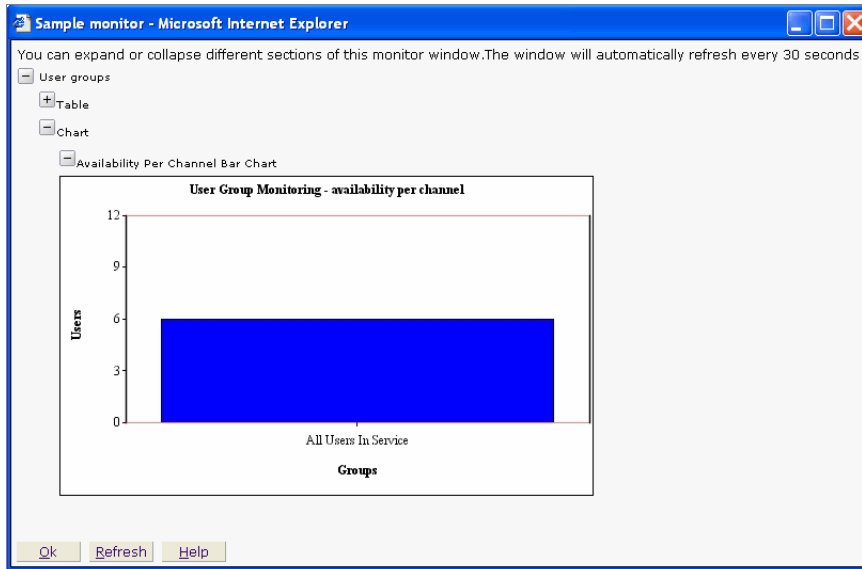 Sample monitor - Microsoft Internet Explorer
You can expand or collapse different sections of this monitor window.The window will automatically refresh every 30 seconds
User groups
Table
Chart
Availability Per Channel Bar Chart
User Group Monitoring - availability per channel
12
9
6
3
0
Users
All Users In Service
Groups
Ok Refresh Help